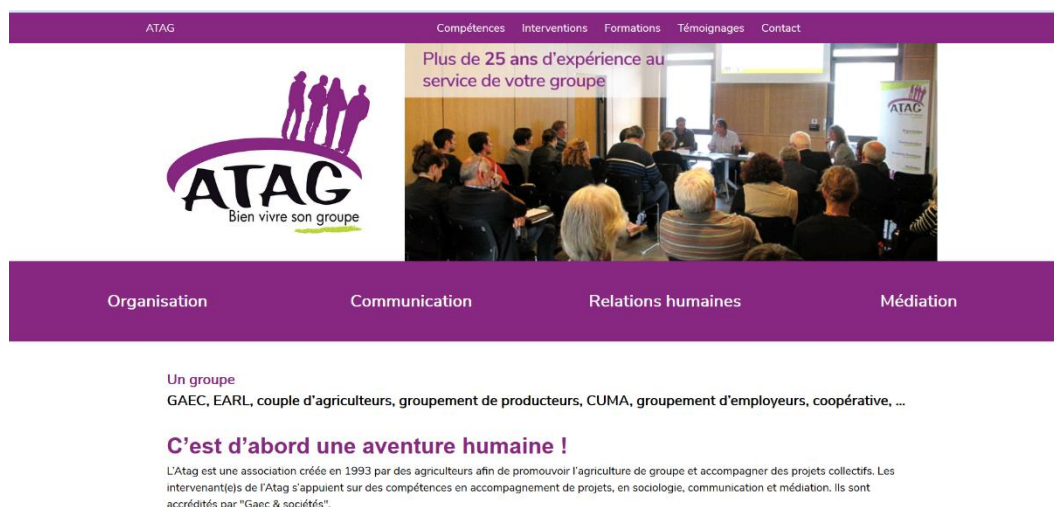 ATAG
Compétences Interventions Formations Témoignages Contact
Plus de 25 ans d'expérience au
service de votre groupe
ATAG
Bien vivre son groupe
ATAG
Organisation Communication Relations humaines Médiation
Un groupe
GAEC, EARL, couple d'agriculteurs, groupement de producteurs, CUMA, groupement d'employeurs, coopérative, ...
C'est d'abord une aventure humaine !
L'Atag est une association créée en 1993 par des agriculteurs afin de promouvoir l'agriculture de groupe et accompagner des projets collectifs. Les
intervenant(e)s de l'Atag s'appuient sur des compétences en accompagnement de projets, en sociologie, communication et médiation. Ils sont
accrédités par "Gaec & sociétés".